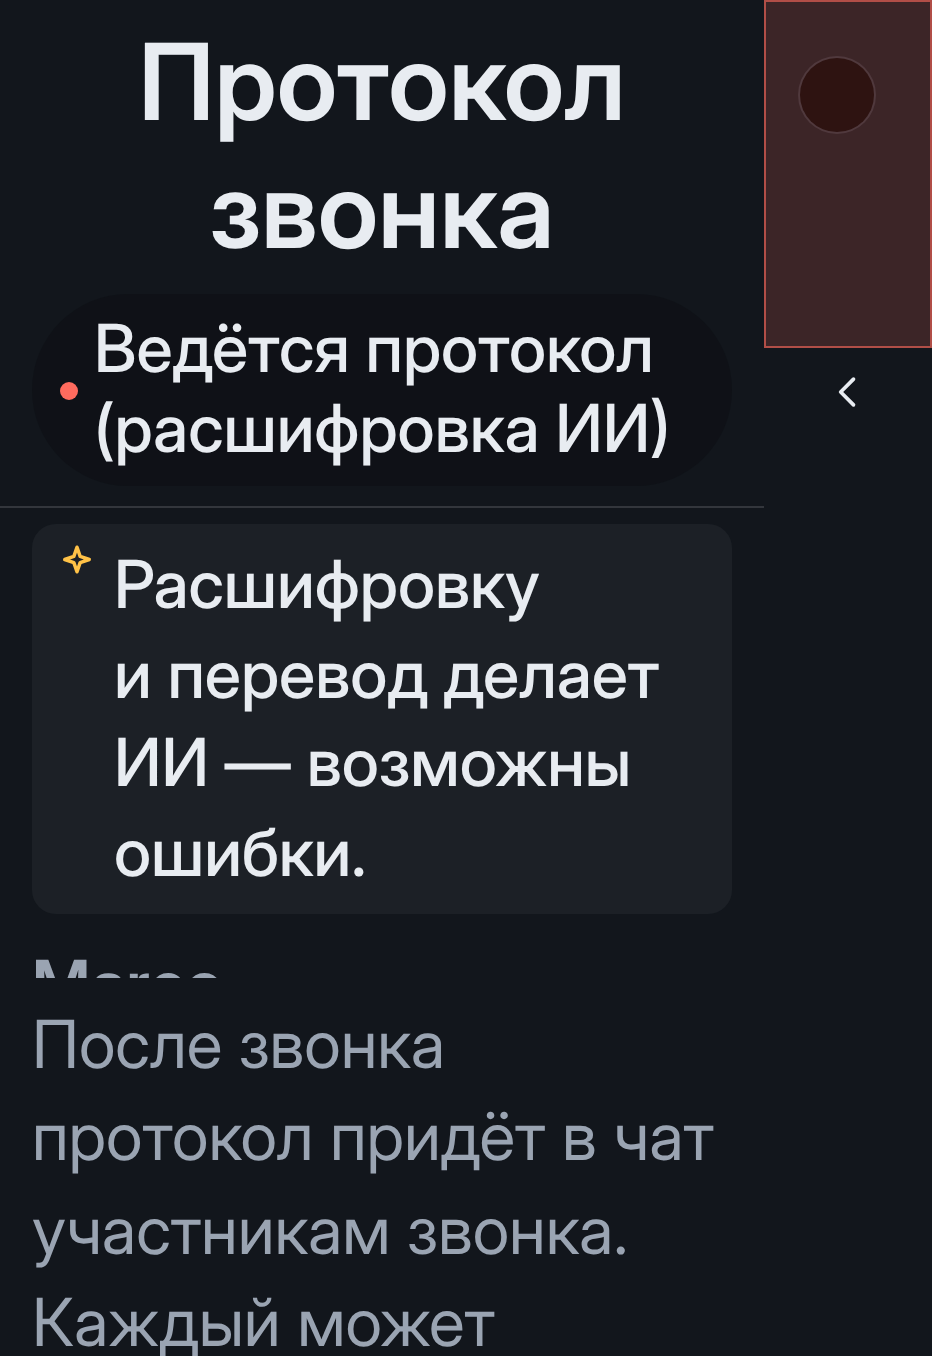 Протокол
звонка
Ведётся протокол
(расшифровка ИИ)
Расшифровку
и перевод делает
ИИ — возможны
ошибки.
После звонка
протокол придёт в чат
участникам звонка.
Каждый может